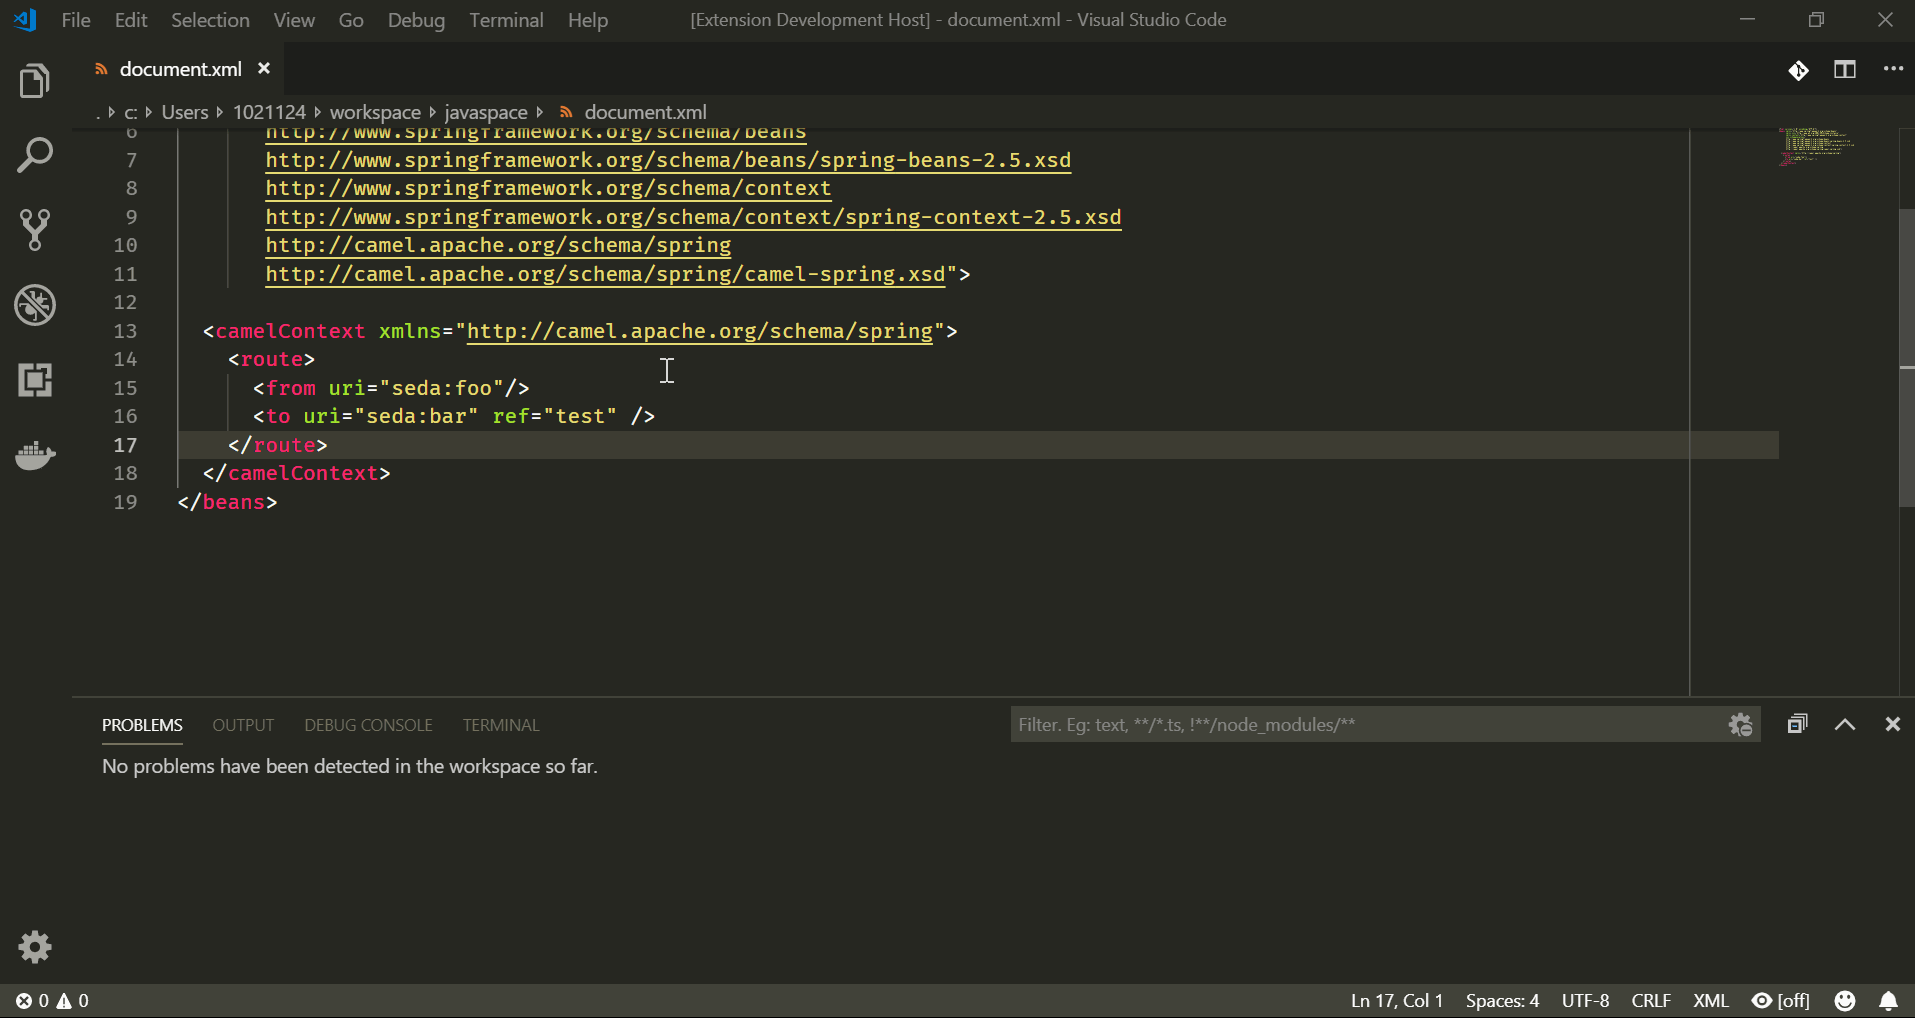 File Edit Selection View Go Debug Terminal Help [Extension Development Host] - document.xml - Visual Studio Code
document.xml
. c: Users 1021124 workspace javaspace document.xml
6 http://www.springframework.org/schema/beans
7 http://www.springframework.org/schema/beans/spring-beans-2.5.xsd
8 http://www.springframework.org/schema/context
9 http://www.springframework.org/schema/context/spring-context-2.5.xsd
10 http://camel.apache.org/schema/spring
11 http://camel.apache.org/schema/spring/camel-spring.xsd">
12
13 <camelContext xmlns="http://camel.apache.org/schema/spring">
14 <route>
15 <from uri="seda:foo"/>
16 <to uri="seda:bar" ref="test" />
17 </route>
18 </camelContext>
19 </beans>
PROBLEMS OUTPUT DEBUG CONSOLE TERMINAL Filter. Eg: text, **/*.ts, !**/node_modules/**
No problems have been detected in the workspace so far.
0 0 Ln 17, Col 1 Spaces: 4 UTF-8 CRLF XML [off]